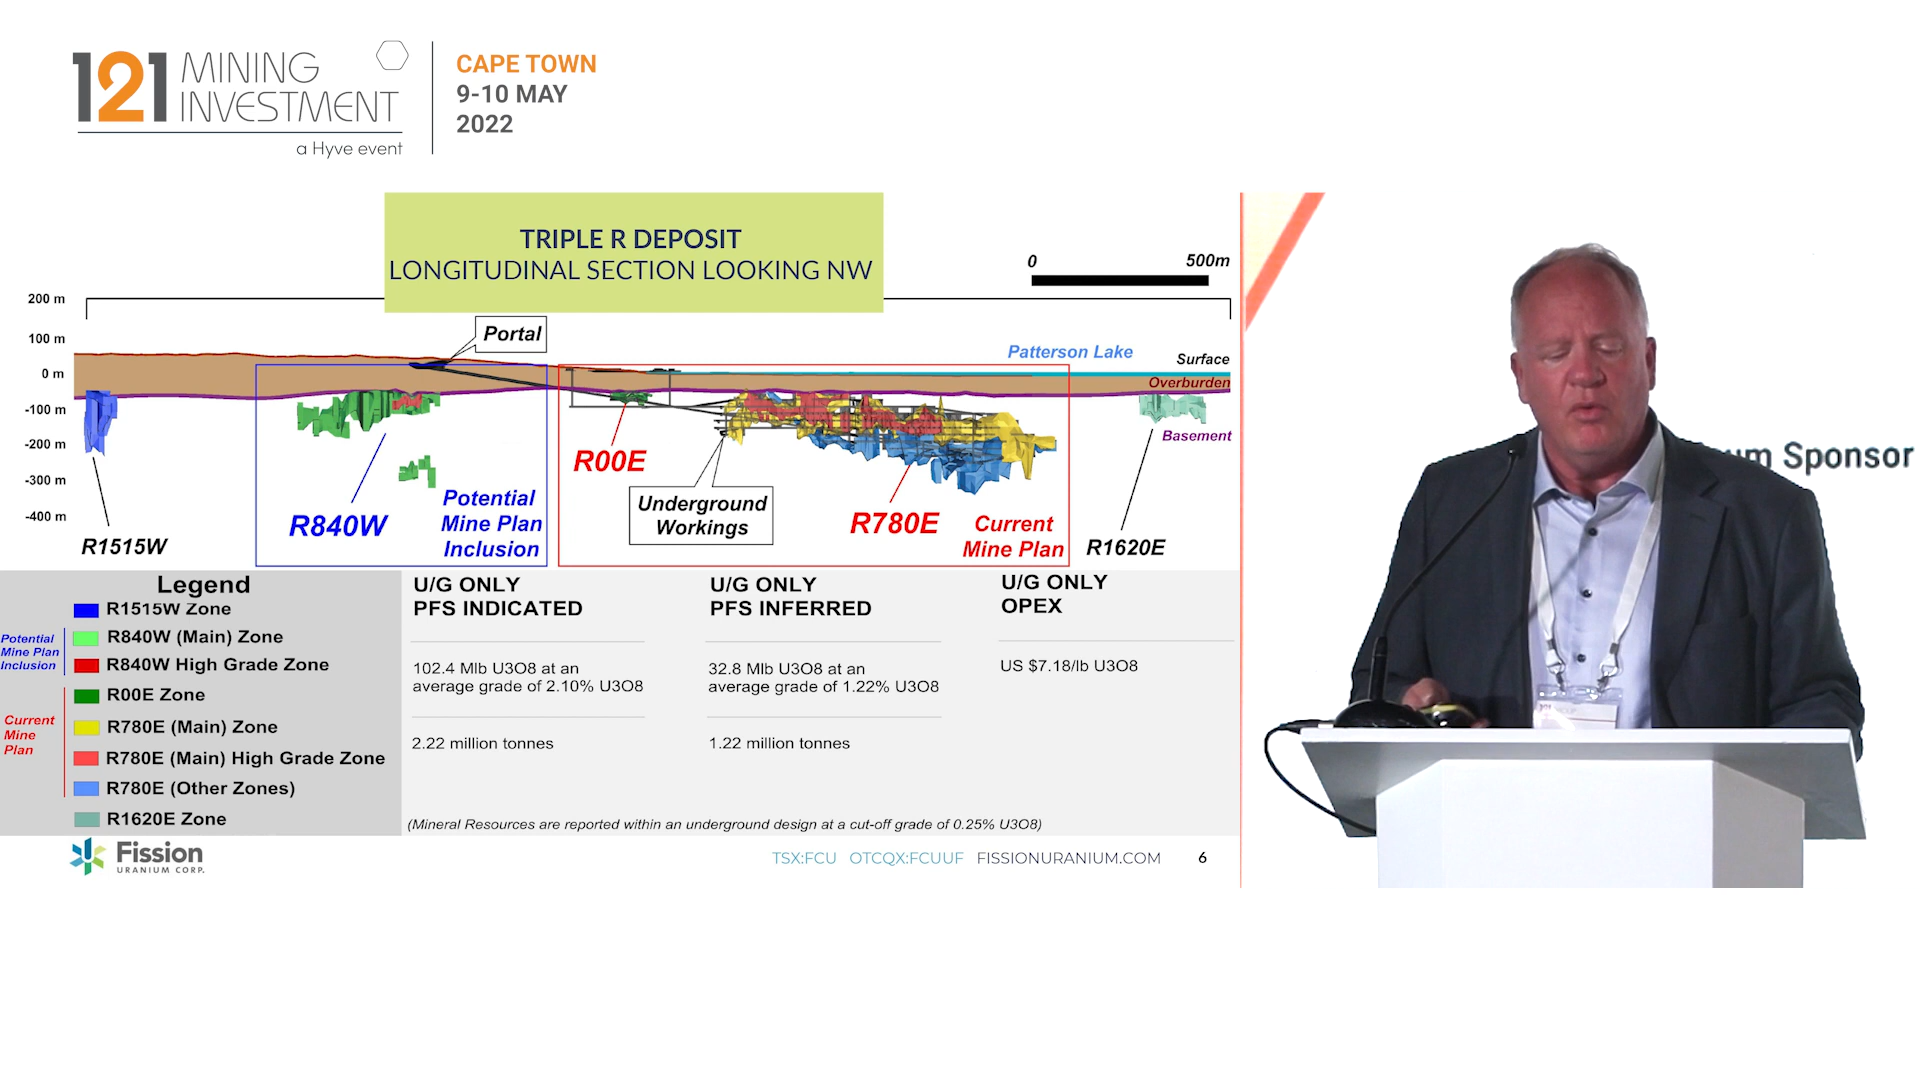 121 MINING
INVESTMENT
a Hyve event
CAPE TOWN
9-10 MAY
2022
TRIPLE R DEPOSIT
LONGITUDINAL SECTION LOOKING NW
0 500m
200 m
100 m
0 m
-100 m
-200 m
-300 m
-400 m
Portal
Patterson Lake
Surface
Overburden
Basement
R00E
Underground
Workings
R840W
Potential
Mine Plan
Inclusion
R780E
Current
Mine Plan
R1515W
R1620E
Legend
R1515W Zone
R840W (Main) Zone
R840W High Grade Zone
R00E Zone
R780E (Main) Zone
R780E (Main) High Grade Zone
R780E (Other Zones)
R1620E Zone
Potential
Mine Plan
Inclusion
Current
Mine
Plan
U/G ONLY
PFS INDICATED
102.4 Mlb U3O8 at an
average grade of 2.10% U3O8
2.22 million tonnes
U/G ONLY
PFS INFERRED
32.8 Mlb U3O8 at an
average grade of 1.22% U3O8
1.22 million tonnes
U/G ONLY
OPEX
US $7.18/lb U3O8
(Mineral Resources are reported within an underground design at a cut-off grade of 0.25% U3O8)
Fission
URANIUM CORP.
TSX:FCU OTCQX:FCUUF FISSIONURANIUM.COM 6
um Sponsor